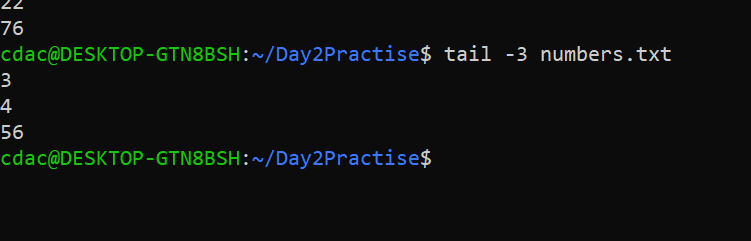 22
76
cdac@DESKTOP-GTN8BSH:~/Day2Practise$ tail -3 numbers.txt
3
4
56
cdac@DESKTOP-GTN8BSH:~/Day2Practise$